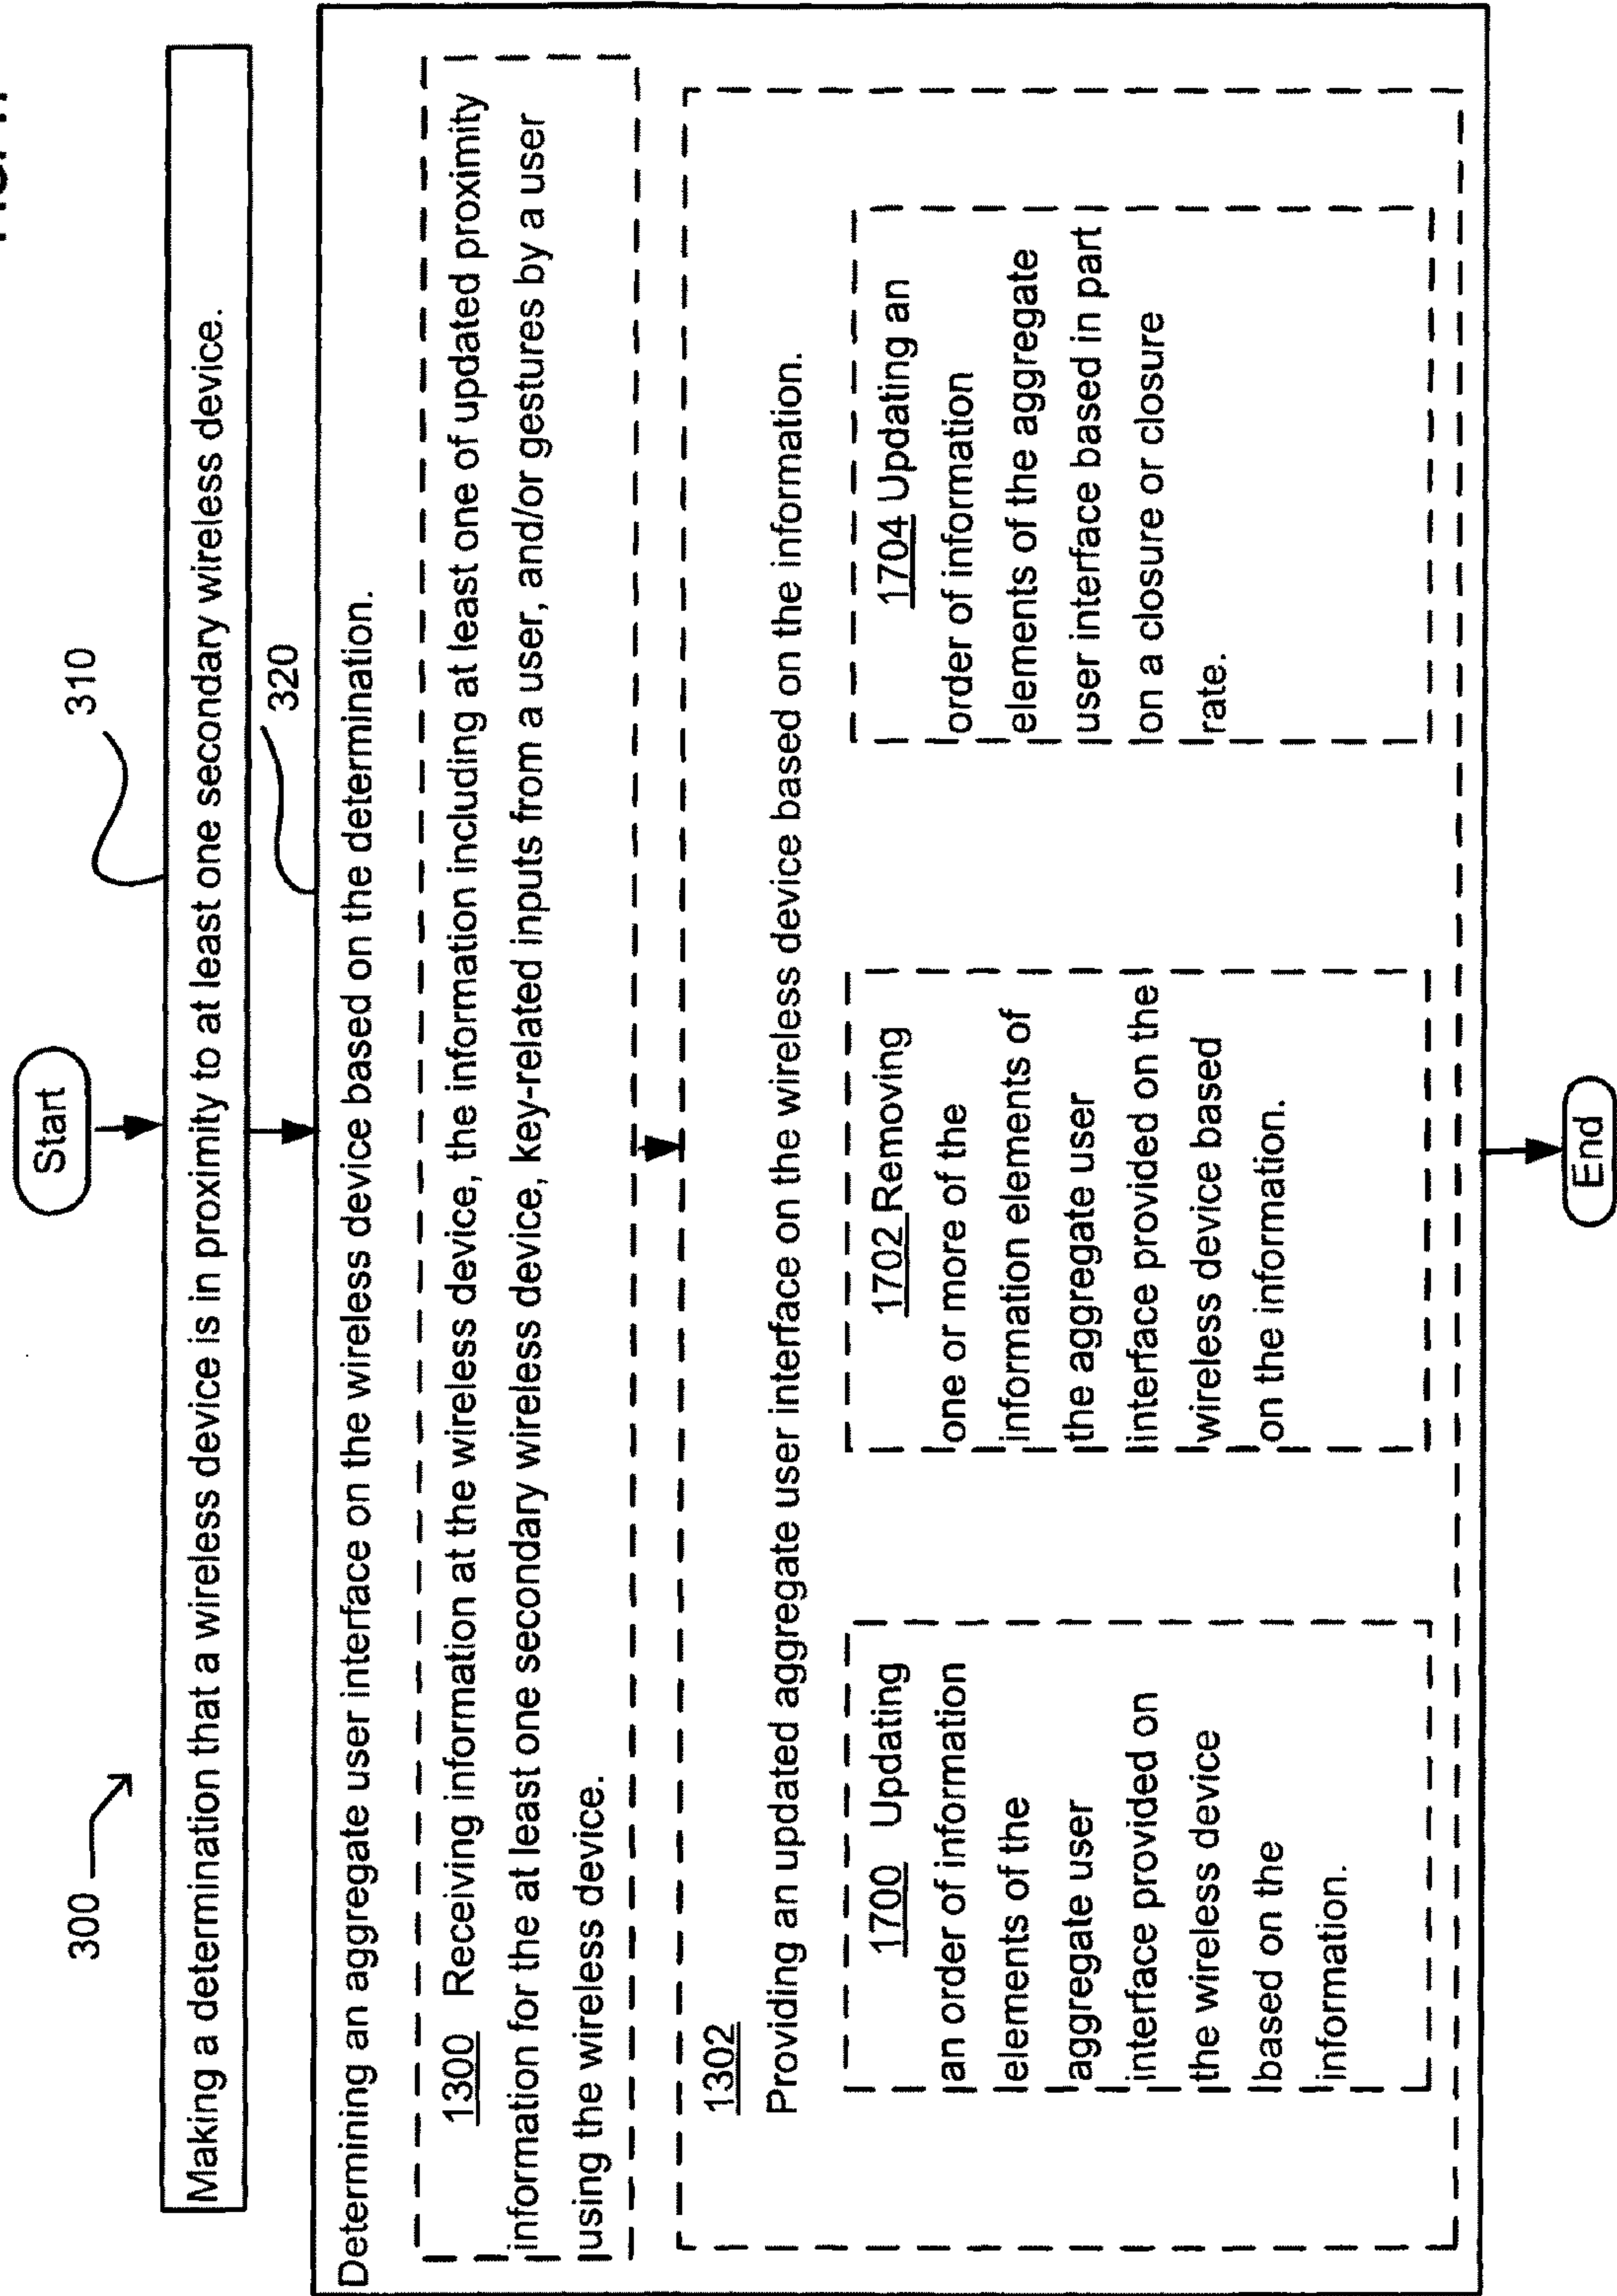 300
Start
310
Making a determination that a wireless device is in proximity to at least one secondary wireless device.
320
Determining an aggregate user interface on the wireless device based on the determination.
1300 Receiving information at the wireless device, the information including at least one of updated proximity
information for the at least one secondary wireless device, key-related inputs from a user, and/or gestures by a user
using the wireless device.
1302
Providing an updated aggregate user interface on the wireless device based on the information.
1700 Updating
an order of information
elements of the
aggregate user
interface provided on
the wireless device
based on the
information.
1702 Removing
one or more of the
information elements of
the aggregate user
interface provided on the
wireless device based
on the information.
1704 Updating an
order of information
elements of the aggregate
user interface based in part
on a closure or closure
rate.
End